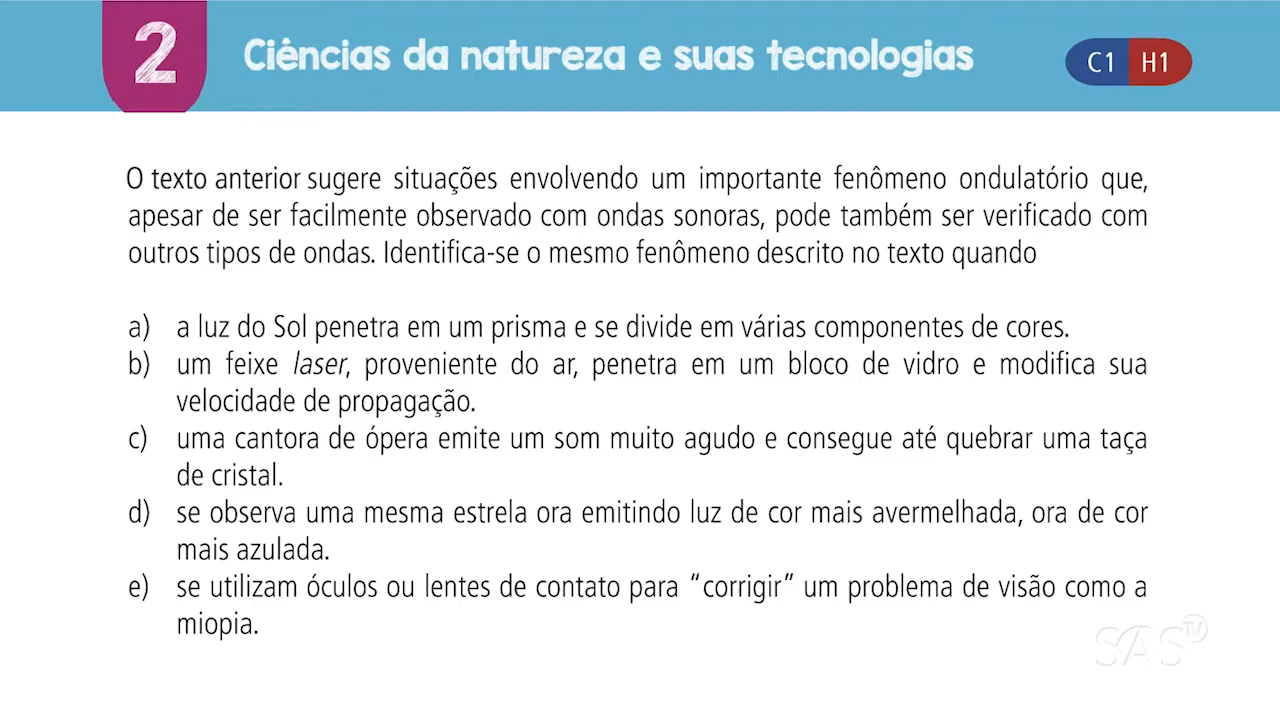 2
Ciências da natureza e suas tecnologias
C1 H1
O texto anterior sugere situações envolvendo um importante fenômeno ondulatório que,
apesar de ser facilmente observado com ondas sonoras, pode também ser verificado com
outros tipos de ondas. Identifica-se o mesmo fenômeno descrito no texto quando
a) a luz do Sol penetra em um prisma e se divide em várias componentes de cores.
b) um feixe laser, proveniente do ar, penetra em um bloco de vidro e modifica sua
velocidade de propagação.
c) uma cantora de ópera emite um som muito agudo e consegue até quebrar uma taça
de cristal.
d) se observa uma mesma estrela ora emitindo luz de cor mais avermelhada, ora de cor
mais azulada.
e) se utilizam óculos ou lentes de contato para “corrigir” um problema de visão como a
miopia.
SAS TV